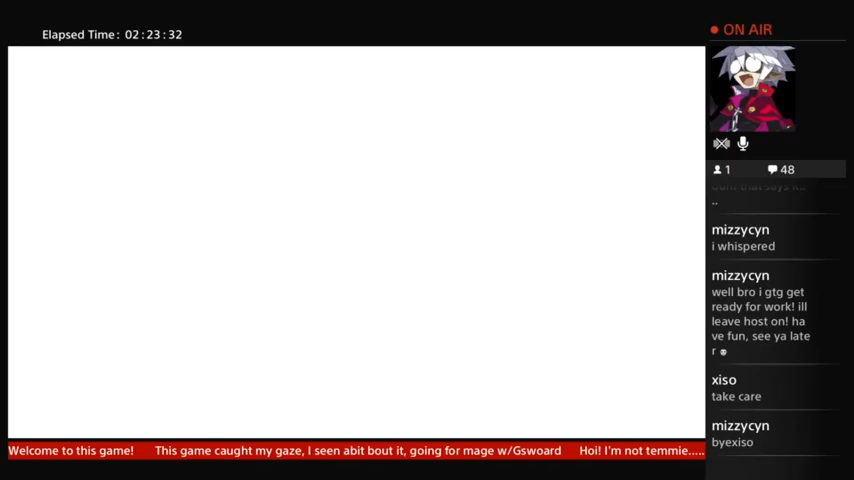 Elapsed Time: 02:23:32
ON AIR
1 48
..
mizzycyn
i whispered
mizzycyn
well bro i gtg get
ready for work! ill
leave host on! ha
ve fun, see ya late
r
xiso
take care
mizzycyn
byexiso
Welcome to this game! This game caught my gaze, I seen abit bout it, going for mage w/Gswoard Hoi! I'm not temmie.....